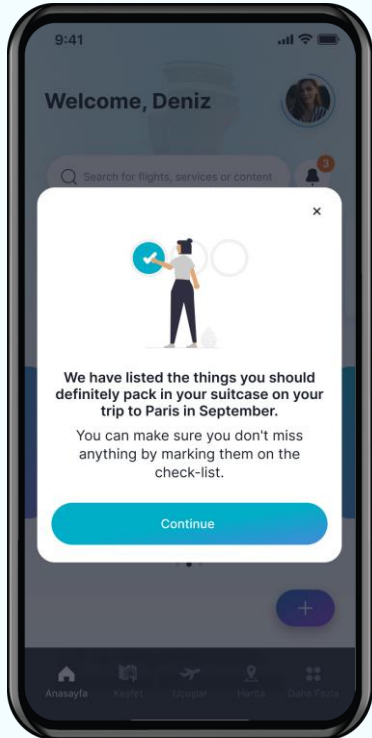 9:41
Welcome, Deniz
Search for flights, services or content
3
×
We have listed the things you should
definitely pack in your suitcase on your
trip to Paris in September.
You can make sure you don't miss
anything by marking them on the
check-list.
Continue
+
Anasayfa Keşfet Uçuşlar Harita Daha Fazla